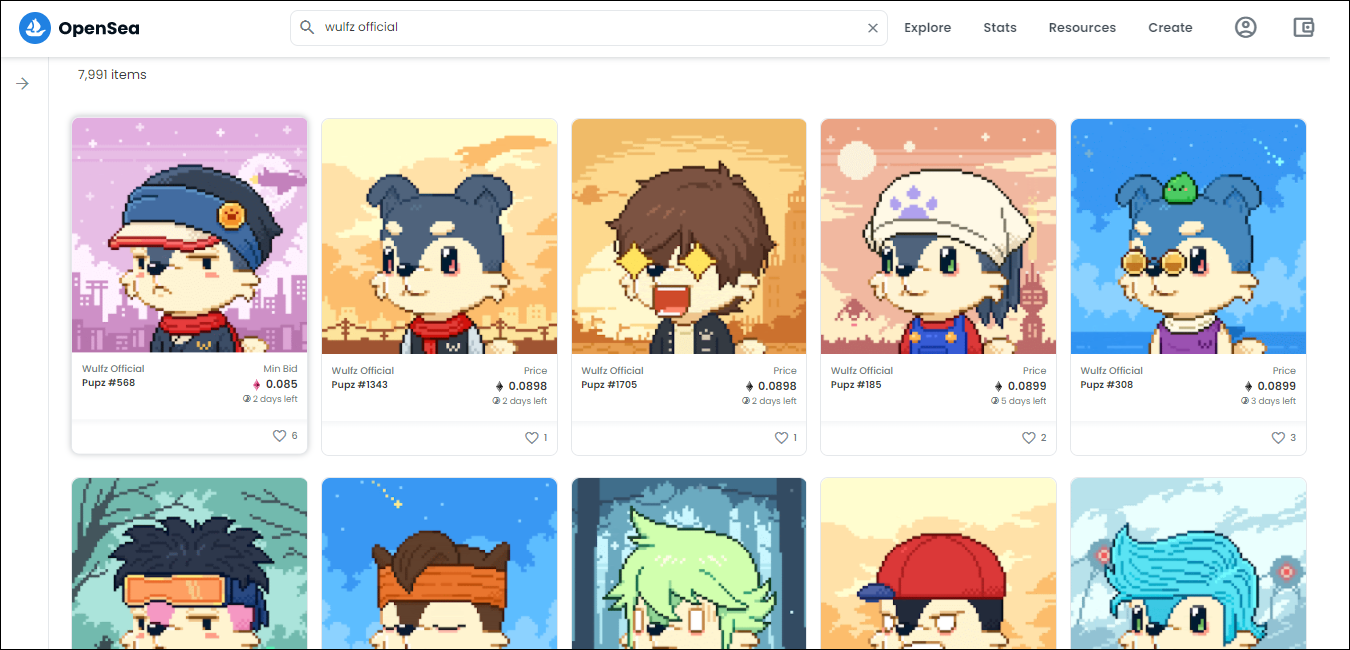 OpenSea
wulfz official
Explore
Stats
Resources
Create
7,991 items
Wulfz Official
Min Bid
Pupz #568
0.085
2 days left
6
Wulfz Official
Price
Pupz #1343
0.0898
2 days left
1
Wulfz Official
Price
Pupz #1705
0.0898
2 days left
1
Wulfz Official
Price
Pupz #185
0.0899
5 days left
2
Wulfz Official
Price
Pupz #308
0.0899
3 days left
3